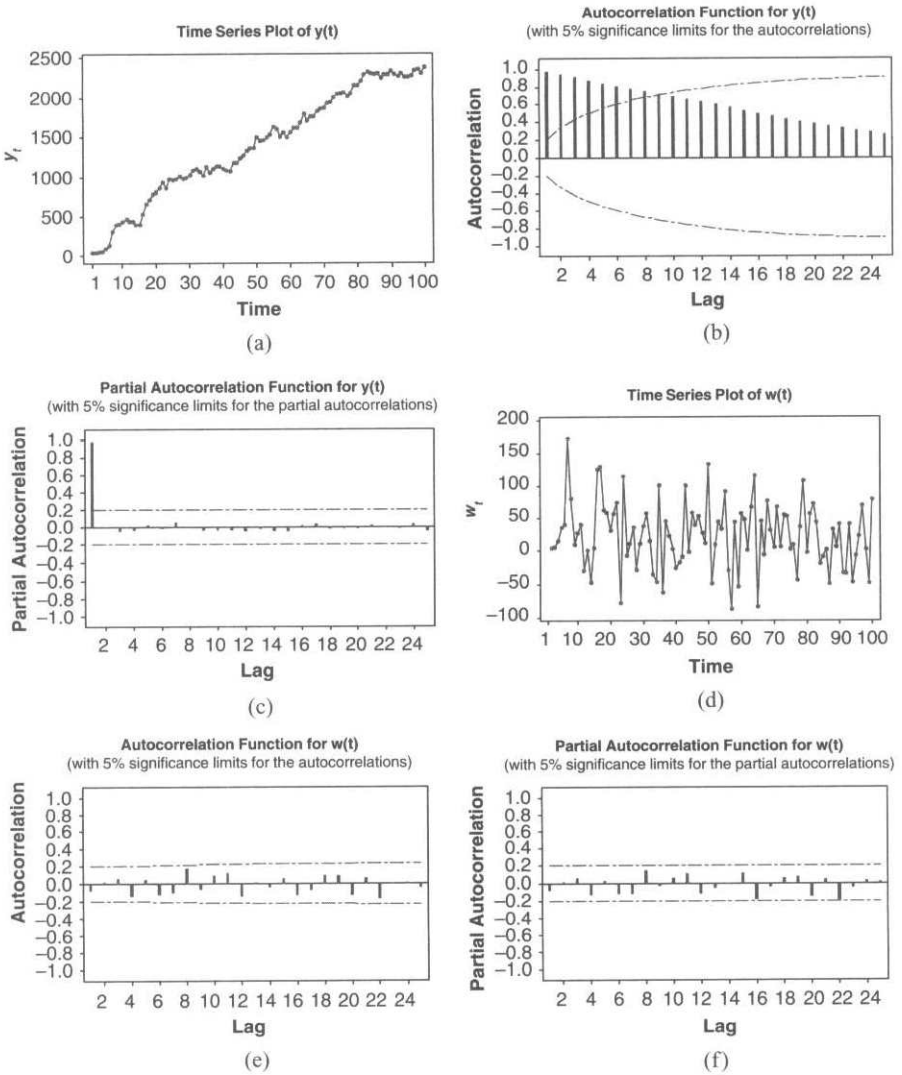 Time Series Plot of y(t)
2500
2000
1500
1000
500
0
y_t
1 10 20 30 40 50 60 70 80 90 100
Time
(a)
Autocorrelation Function for y(t)
(with 5% significance limits for the autocorrelations)
1.0
0.8
0.6
0.4
0.2
0.0
−0.2
−0.4
−0.6
−0.8
−1.0
Autocorrelation
2 4 6 8 10 12 14 16 18 20 22 24
Lag
(b)
Partial Autocorrelation Function for y(t)
(with 5% significance limits for the partial autocorrelations)
1.0
0.8
0.6
0.4
0.2
0.0
−0.2
−0.4
−0.6
−0.8
−1.0
Partial Autocorrelation
2 4 6 8 10 12 14 16 18 20 22 24
Lag
(c)
Time Series Plot of w(t)
200
150
100
50
0
−50
−100
w_t
1 10 20 30 40 50 60 70 80 90 100
Time
(d)
Autocorrelation Function for w(t)
(with 5% significance limits for the autocorrelations)
1.0
0.8
0.6
0.4
0.2
0.0
−0.2
−0.4
−0.6
−0.8
−1.0
Autocorrelation
2 4 6 8 10 12 14 16 18 20 22 24
Lag
(e)
Partial Autocorrelation Function for w(t)
(with 5% significance limits for the partial autocorrelations)
1.0
0.8
0.6
0.4
0.2
0.0
−0.2
−0.4
−0.6
−0.8
−1.0
Partial Autocorrelation
2 4 6 8 10 12 14 16 18 20 22 24
Lag
(f)